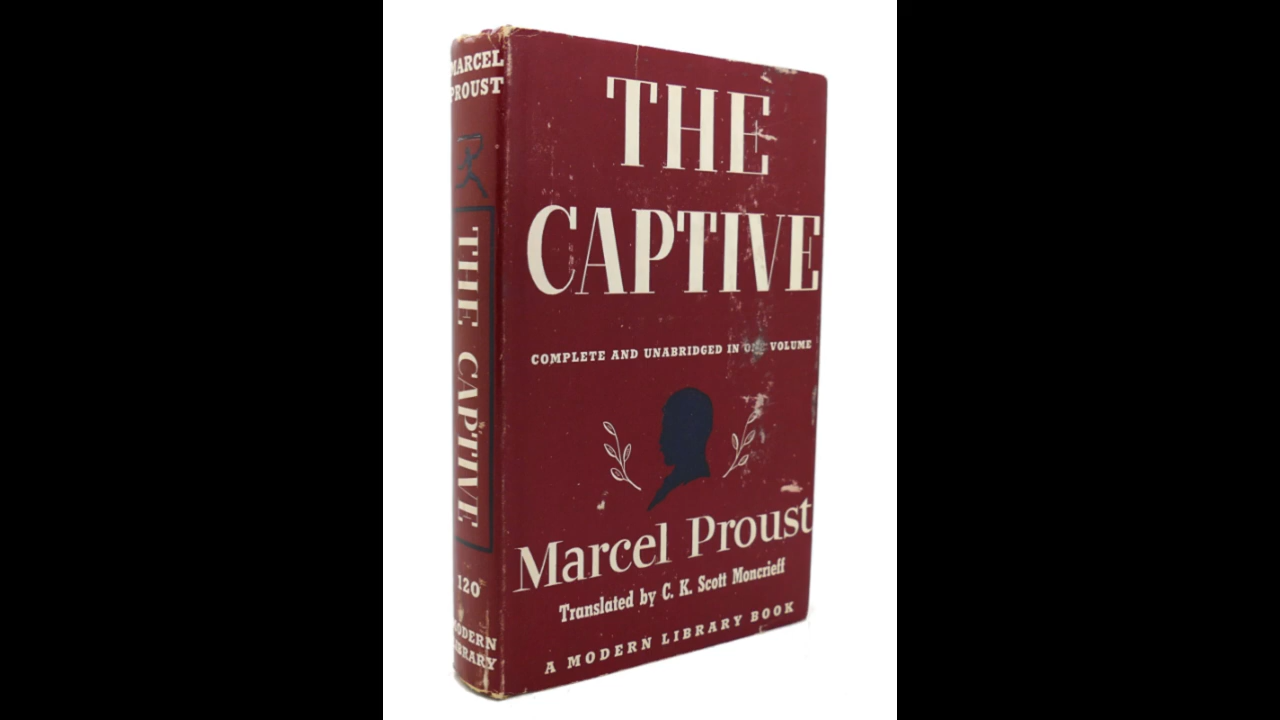 MARCEL
PROUST
THE CAPTIVE
120
MODERN
LIBRARY
THE
CAPTIVE
COMPLETE AND UNABRIDGED IN ONE VOLUME
Marcel Proust
Translated by C. K. Scott Moncrieff
A MODERN LIBRARY BOOK